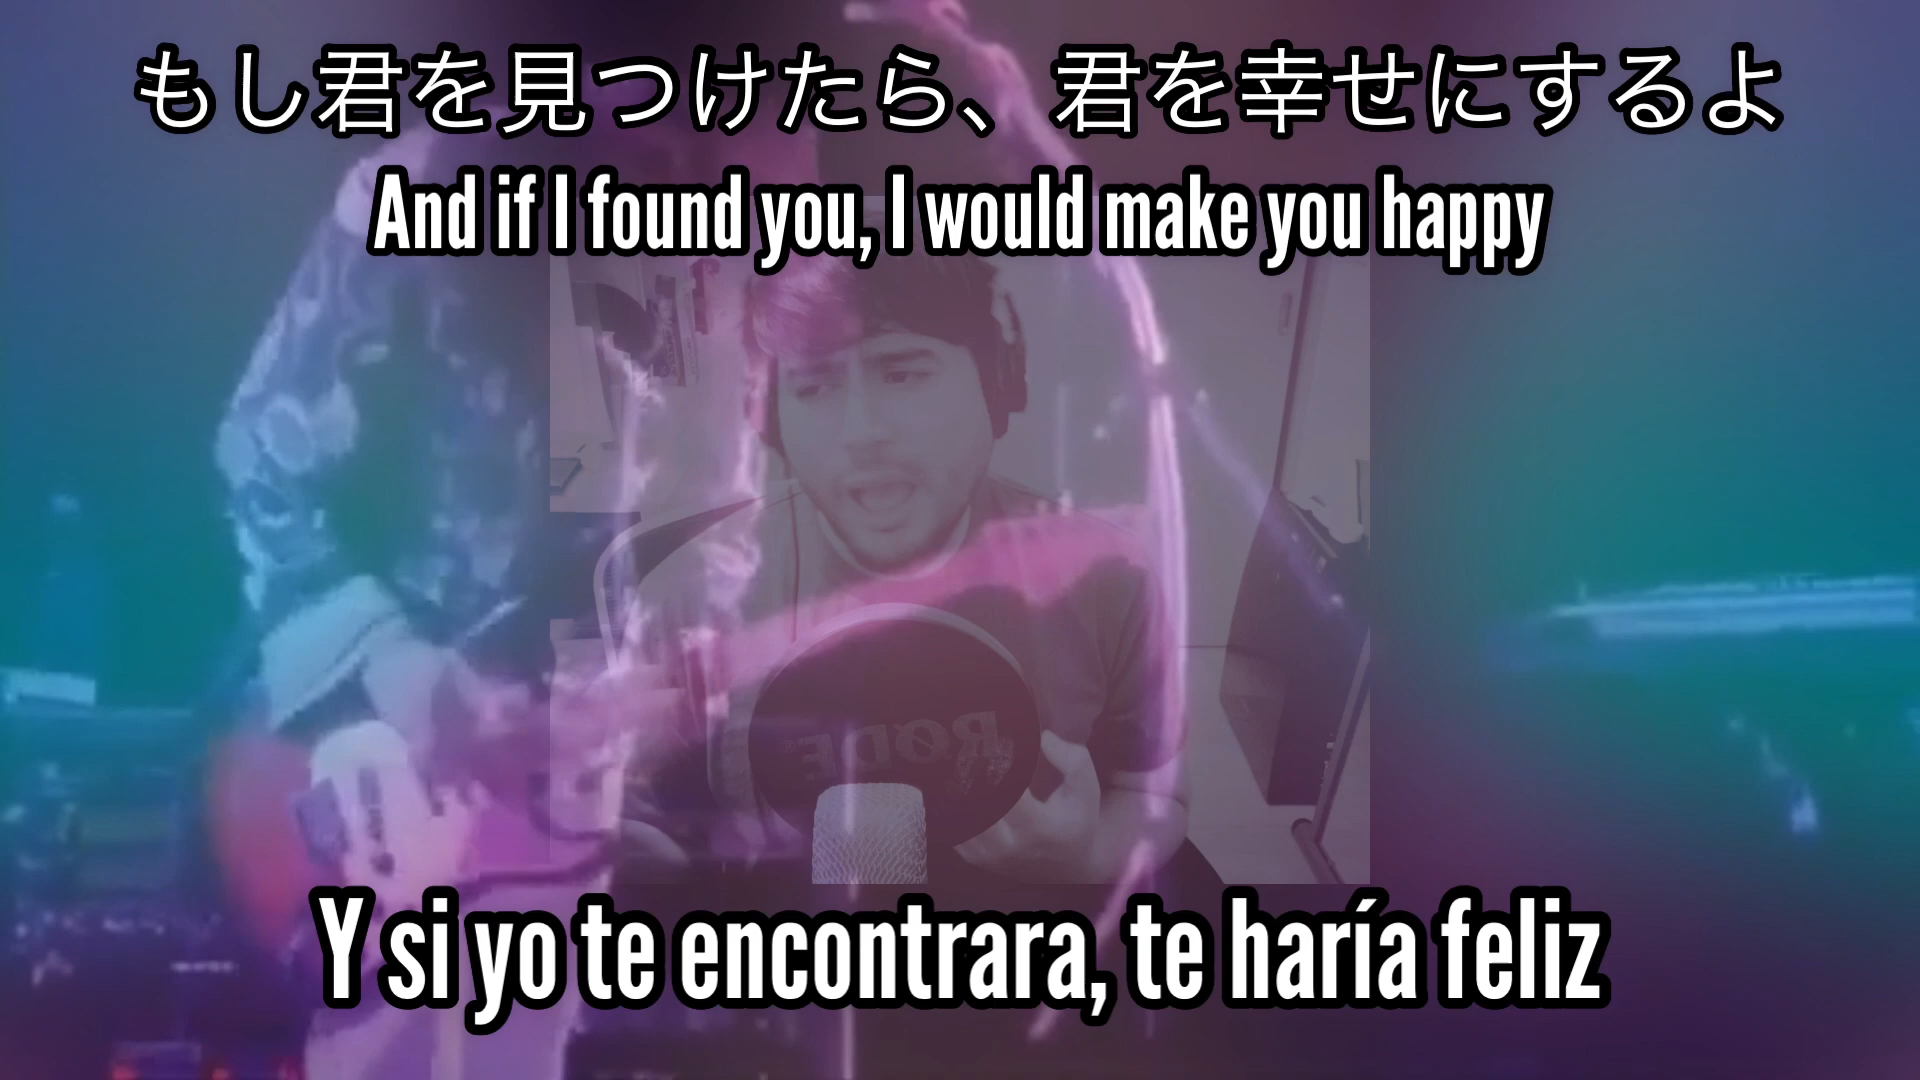 もし君を見つけたら、君を幸せにするよ
And if I found you, I would make you happy
RØDE
Y si yo te encontrara, te haría feliz